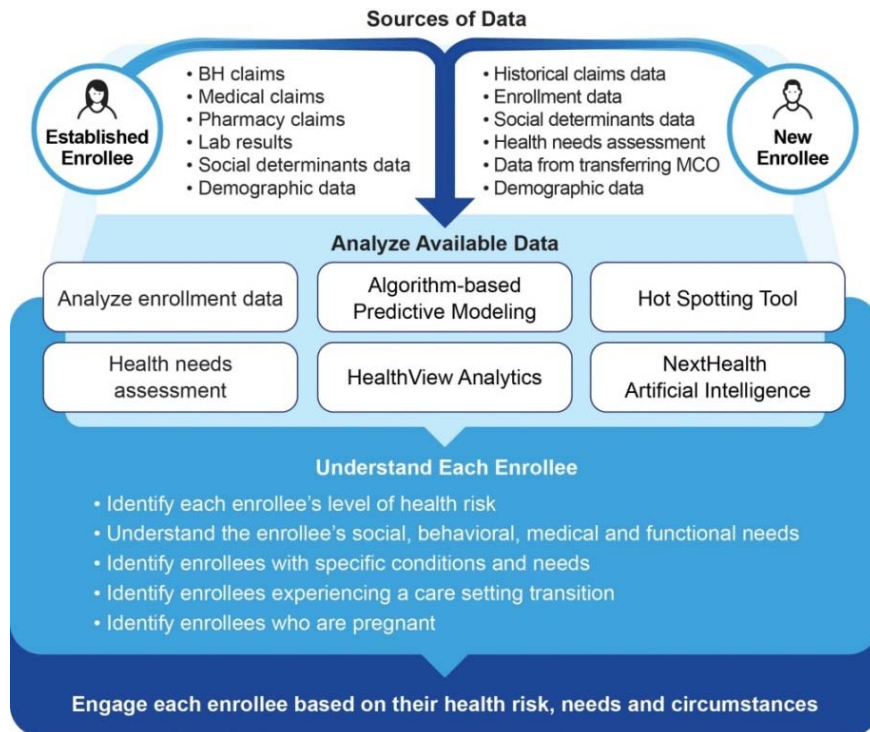 Sources of Data
Established
Enrollee
• BH claims
• Medical claims
• Pharmacy claims
• Lab results
• Social determinants data
• Demographic data
• Historical claims data
• Enrollment data
• Social determinants data
• Health needs assessment
• Data from transferring MCO
• Demographic data
New
Enrollee
Analyze Available Data
Analyze enrollment data
Algorithm-based
Predictive Modeling
Hot Spotting Tool
Health needs
assessment
HealthView Analytics
NextHealth
Artificial Intelligence
Understand Each Enrollee
• Identify each enrollee’s level of health risk
• Understand the enrollee’s social, behavioral, medical and functional needs
• Identify enrollees with specific conditions and needs
• Identify enrollees experiencing a care setting transition
• Identify enrollees who are pregnant
Engage each enrollee based on their health risk, needs and circumstances